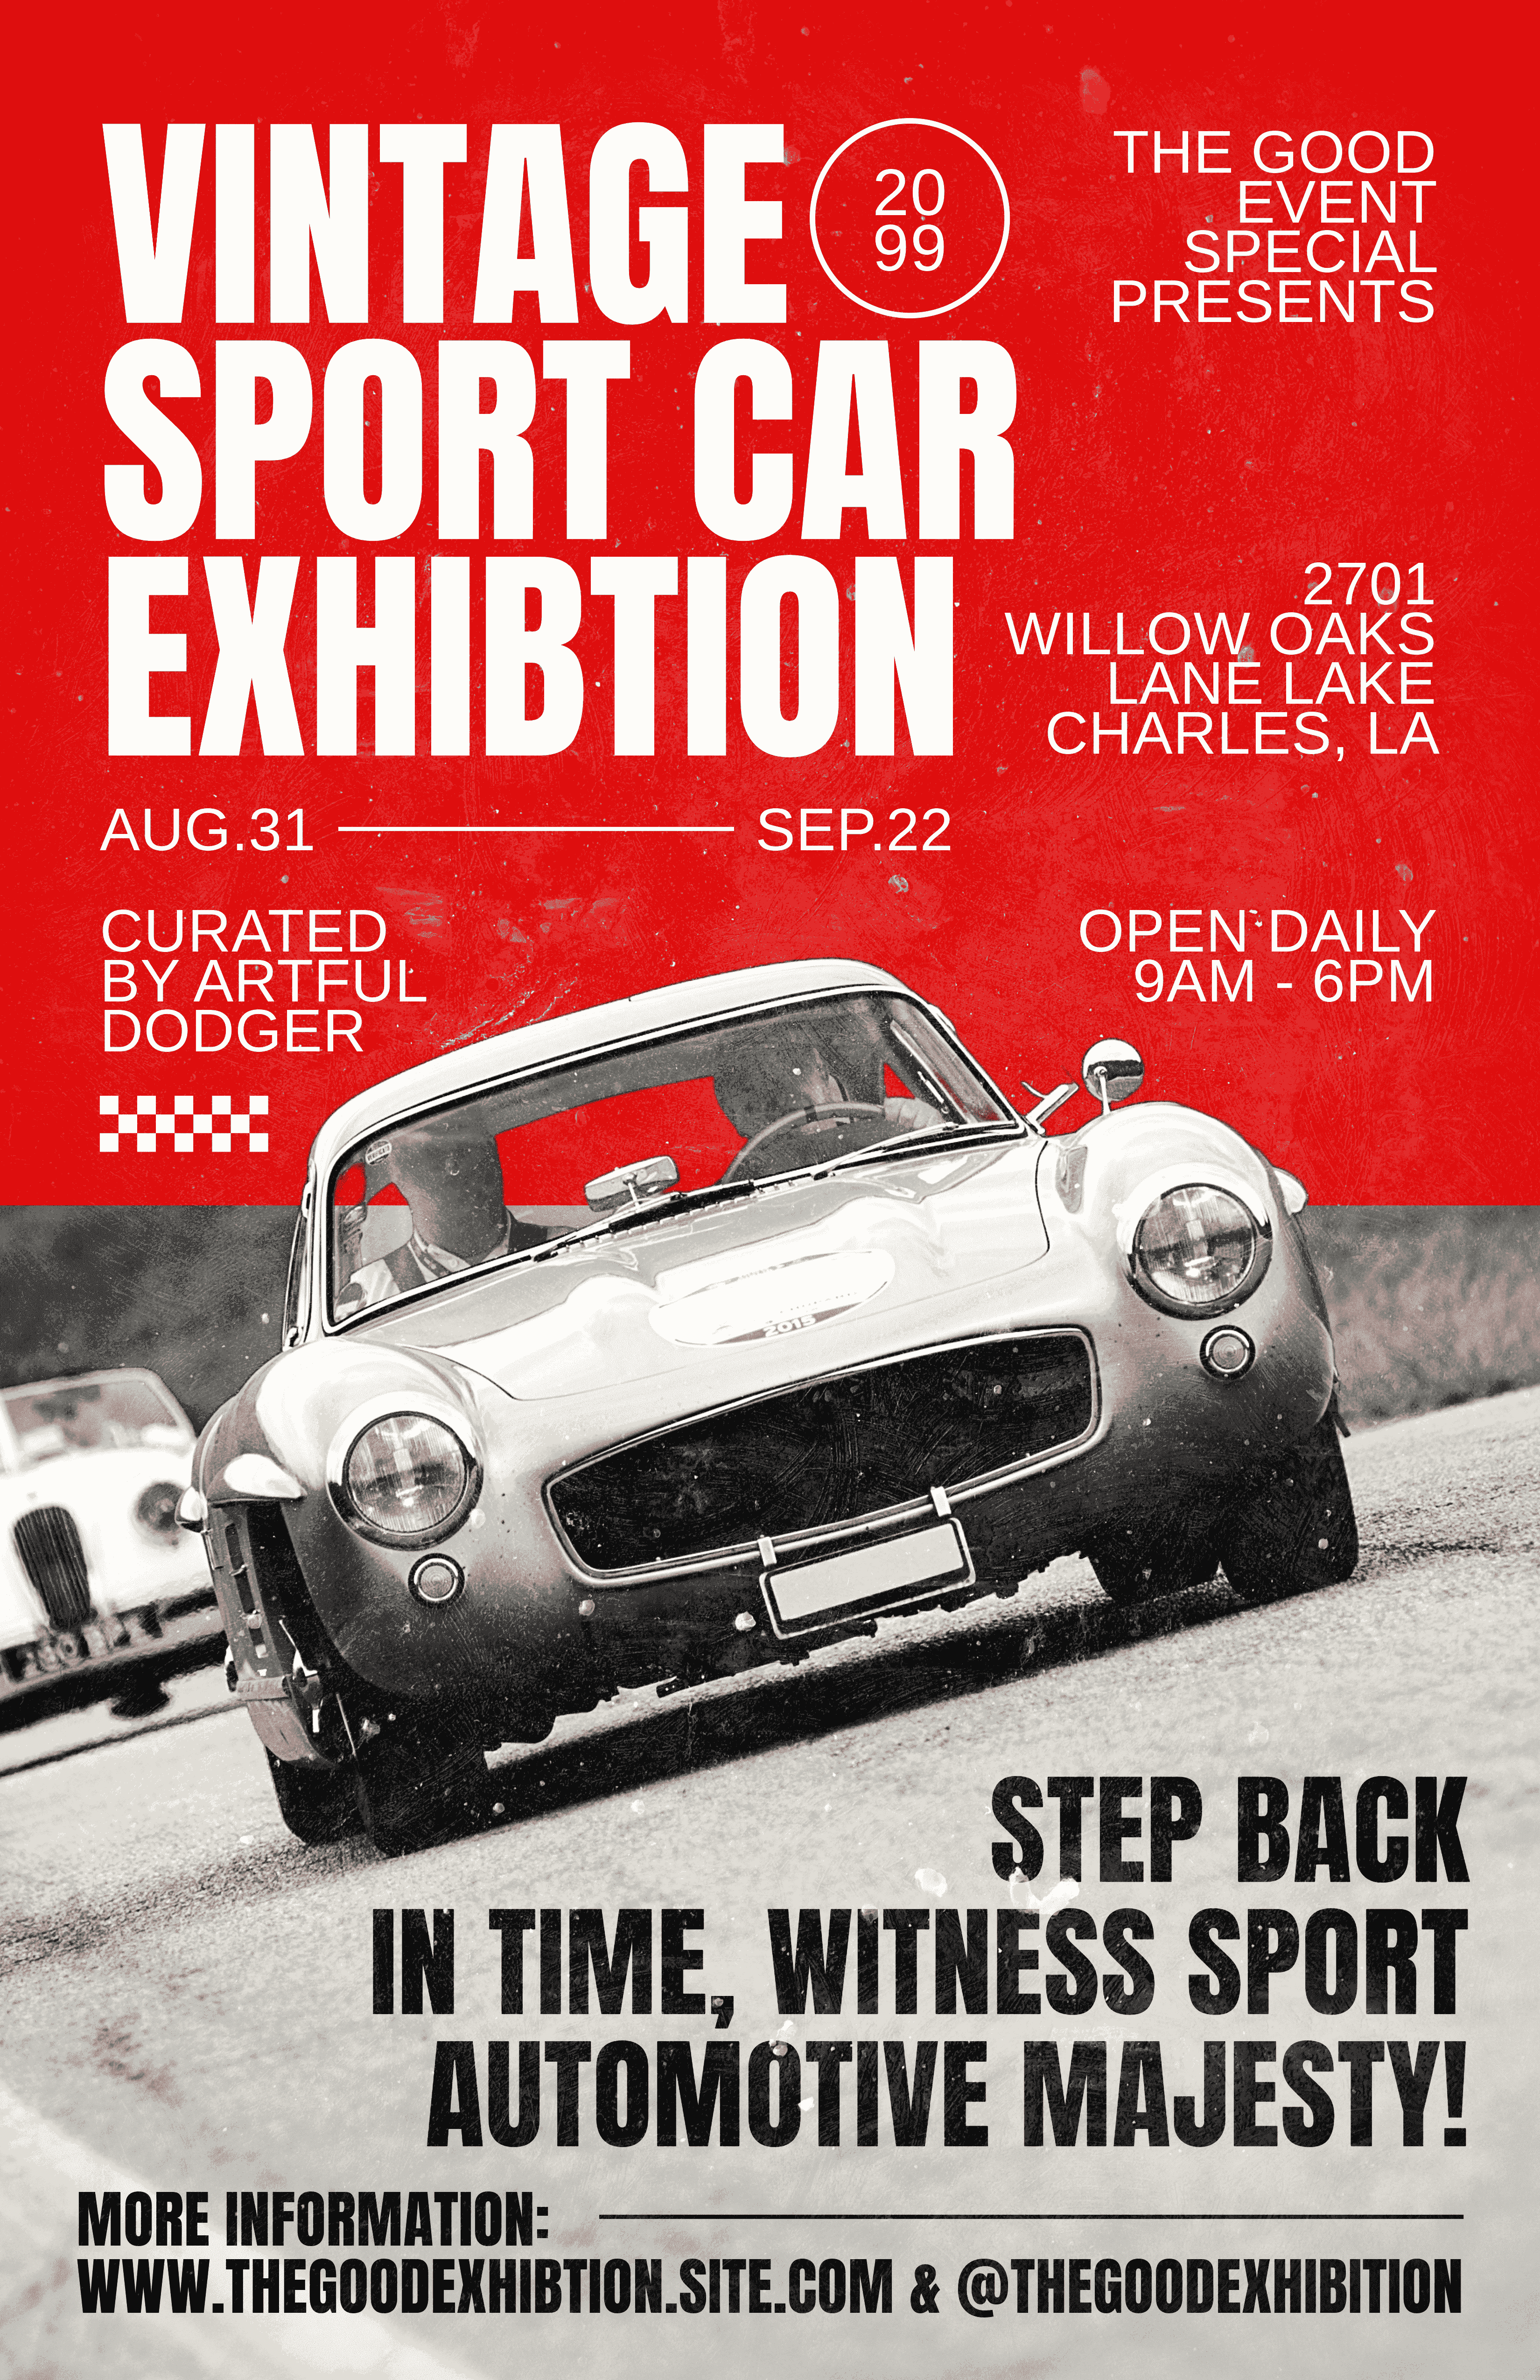 VINTAGE
SPORT CAR
EXHIBTION
20
99
THE GOOD
EVENT
SPECIAL
PRESENTS
2701
WILLOW OAKS
LANE LAKE
CHARLES, LA
AUG.31
SEP.22
CURATED
BY ARTFUL
DODGER
OPEN DAILY
9AM - 6PM
2015
STEP BACK
IN TIME, WITNESS SPORT
AUTOMOTIVE MAJESTY!
MORE INFORMATION:
WWW.THEGOODEXHIBTION.SITE.COM & @THEGOODEXHIBITION